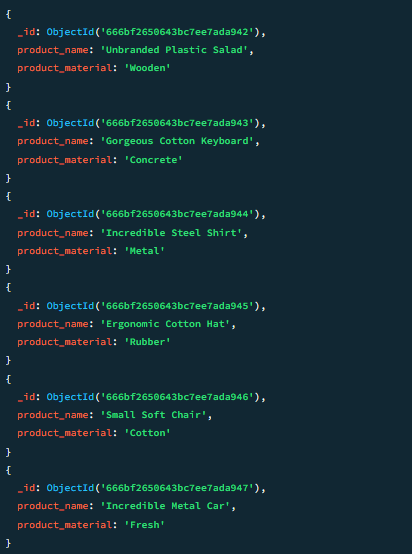 {
  _id: ObjectId('666bf2650643bc7ee7ada942'),
  product_name: 'Unbranded Plastic Salad',
  product_material: 'Wooden'
}
{
  _id: ObjectId('666bf2650643bc7ee7ada943'),
  product_name: 'Gorgeous Cotton Keyboard',
  product_material: 'Concrete'
}
{
  _id: ObjectId('666bf2650643bc7ee7ada944'),
  product_name: 'Incredible Steel Shirt',
  product_material: 'Metal'
}
{
  _id: ObjectId('666bf2650643bc7ee7ada945'),
  product_name: 'Ergonomic Cotton Hat',
  product_material: 'Rubber'
}
{
  _id: ObjectId('666bf2650643bc7ee7ada946'),
  product_name: 'Small Soft Chair',
  product_material: 'Cotton'
}
{
  _id: ObjectId('666bf2650643bc7ee7ada947'),
  product_name: 'Incredible Metal Car',
  product_material: 'Fresh'
}